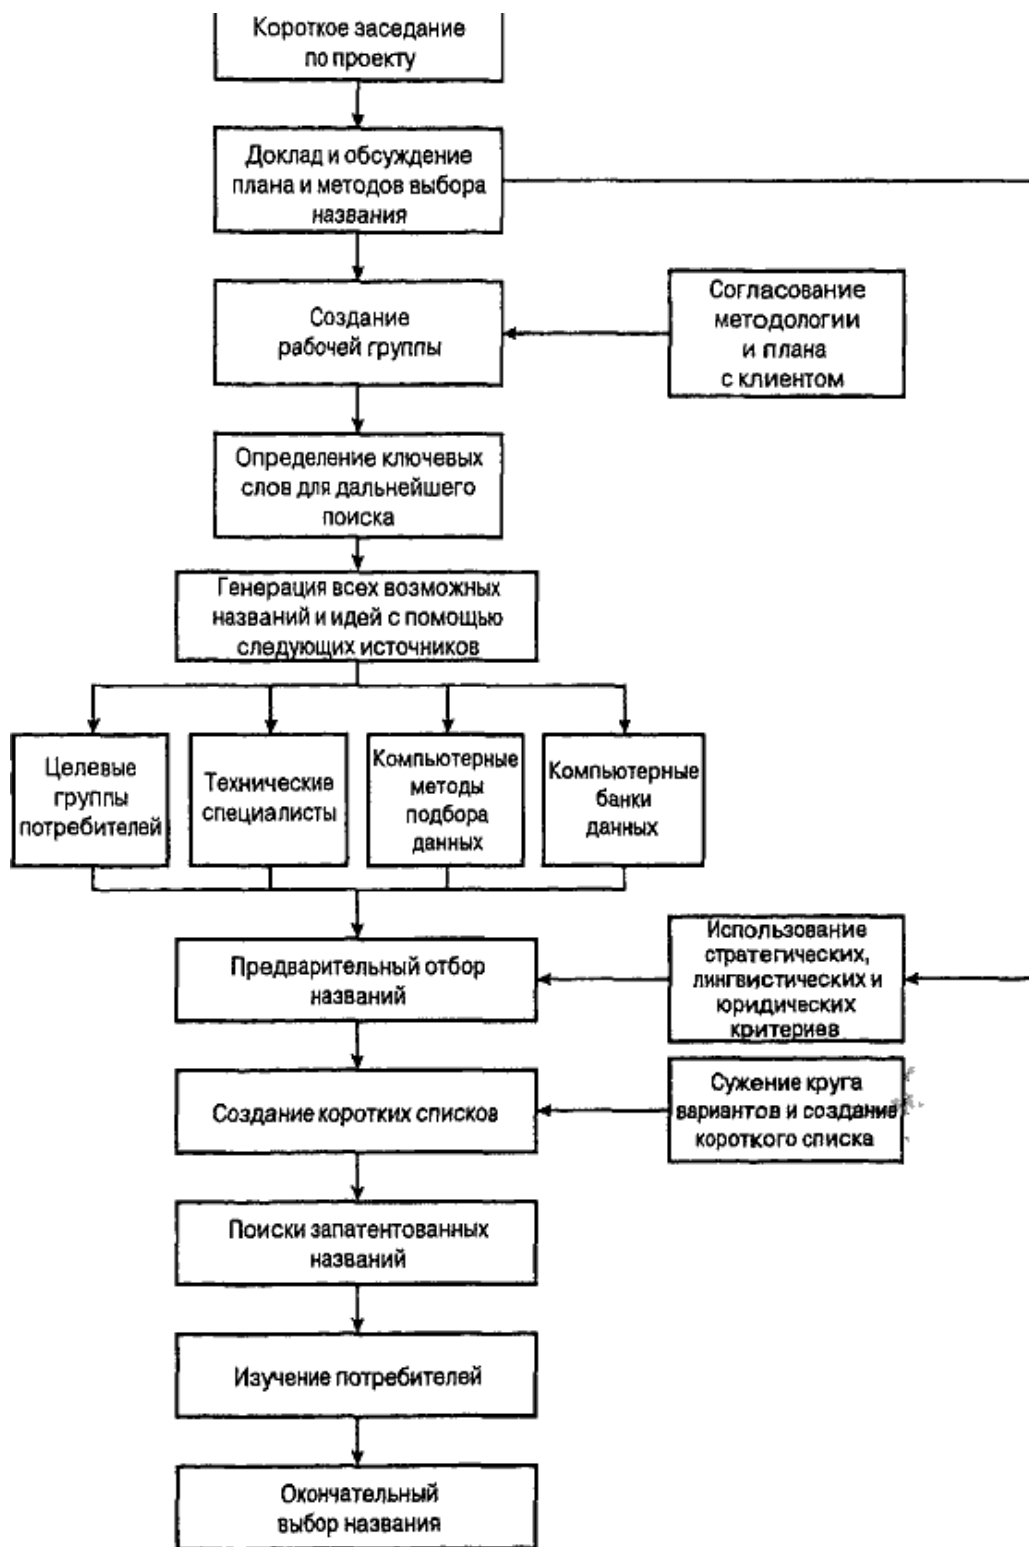 Короткое заседание
по проекту
Доклад и обсуждение
плана и методов выбора
названия
Создание
рабочей группы
Согласование
методологии
и плана
с клиентом
Определение ключевых
слов для дальнейшего
поиска
Генерация всех возможных
названий и идей с помощью
следующих источников
Целевые
группы
потребителей
Технические
специалисты
Компьютерные
методы
подбора
данных
Компьютерные
банки
данных
Предварительный отбор
названий
Использование
стратегических,
лингвистических и
юридических
критериев
Создание коротких списков
Сужение круга
вариантов и создание
короткого списка
Поиски запатентованных
названий
Изучение потребителей
Окончательный
выбор названия